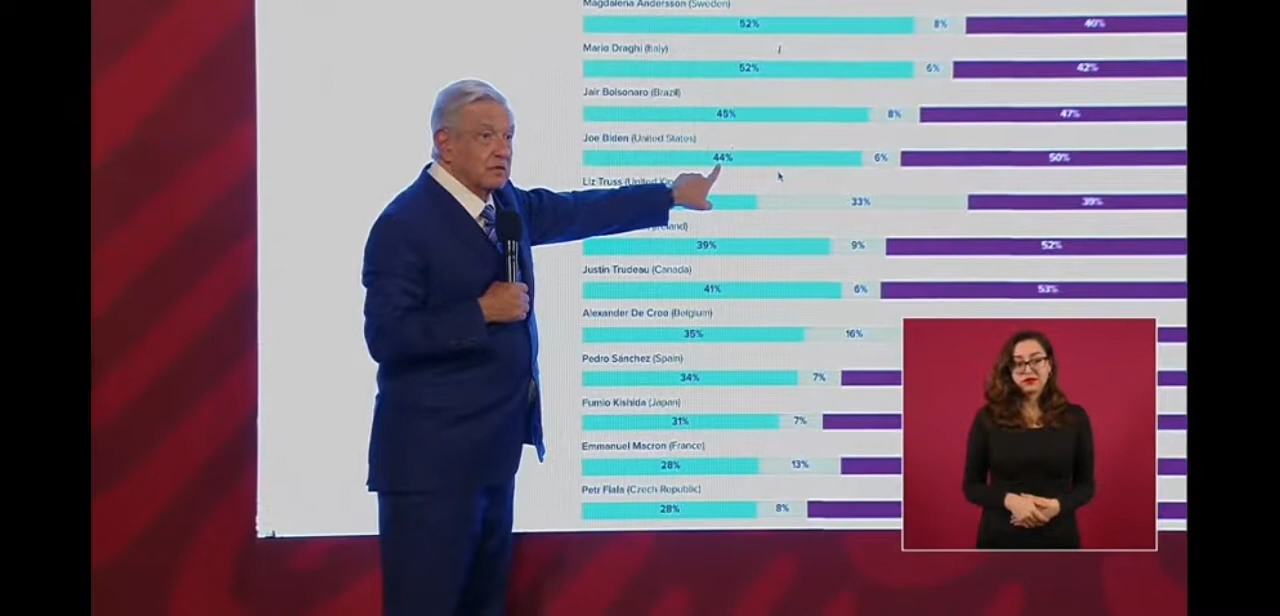 Magdalena Andersson (Sweden)
52% 8% 40%
Mario Draghi (Italy)
52% 6% 42%
Jair Bolsonaro (Brazil)
45% 8% 47%
Joe Biden (United States)
44% 6% 50%
Liz Truss (United
33% 39%
39% 9% 52%
Justin Trudeau (Canada)
41% 6% 53%
Alexander De Croo (Belgium)
35% 16%
Pedro Sánchez (Spain)
34% 7%
Fumio Kishida (Japan)
31% 7%
Emmanuel Macron (France)
28% 13%
Petr Fiala (Czech Republic)
28% 8%